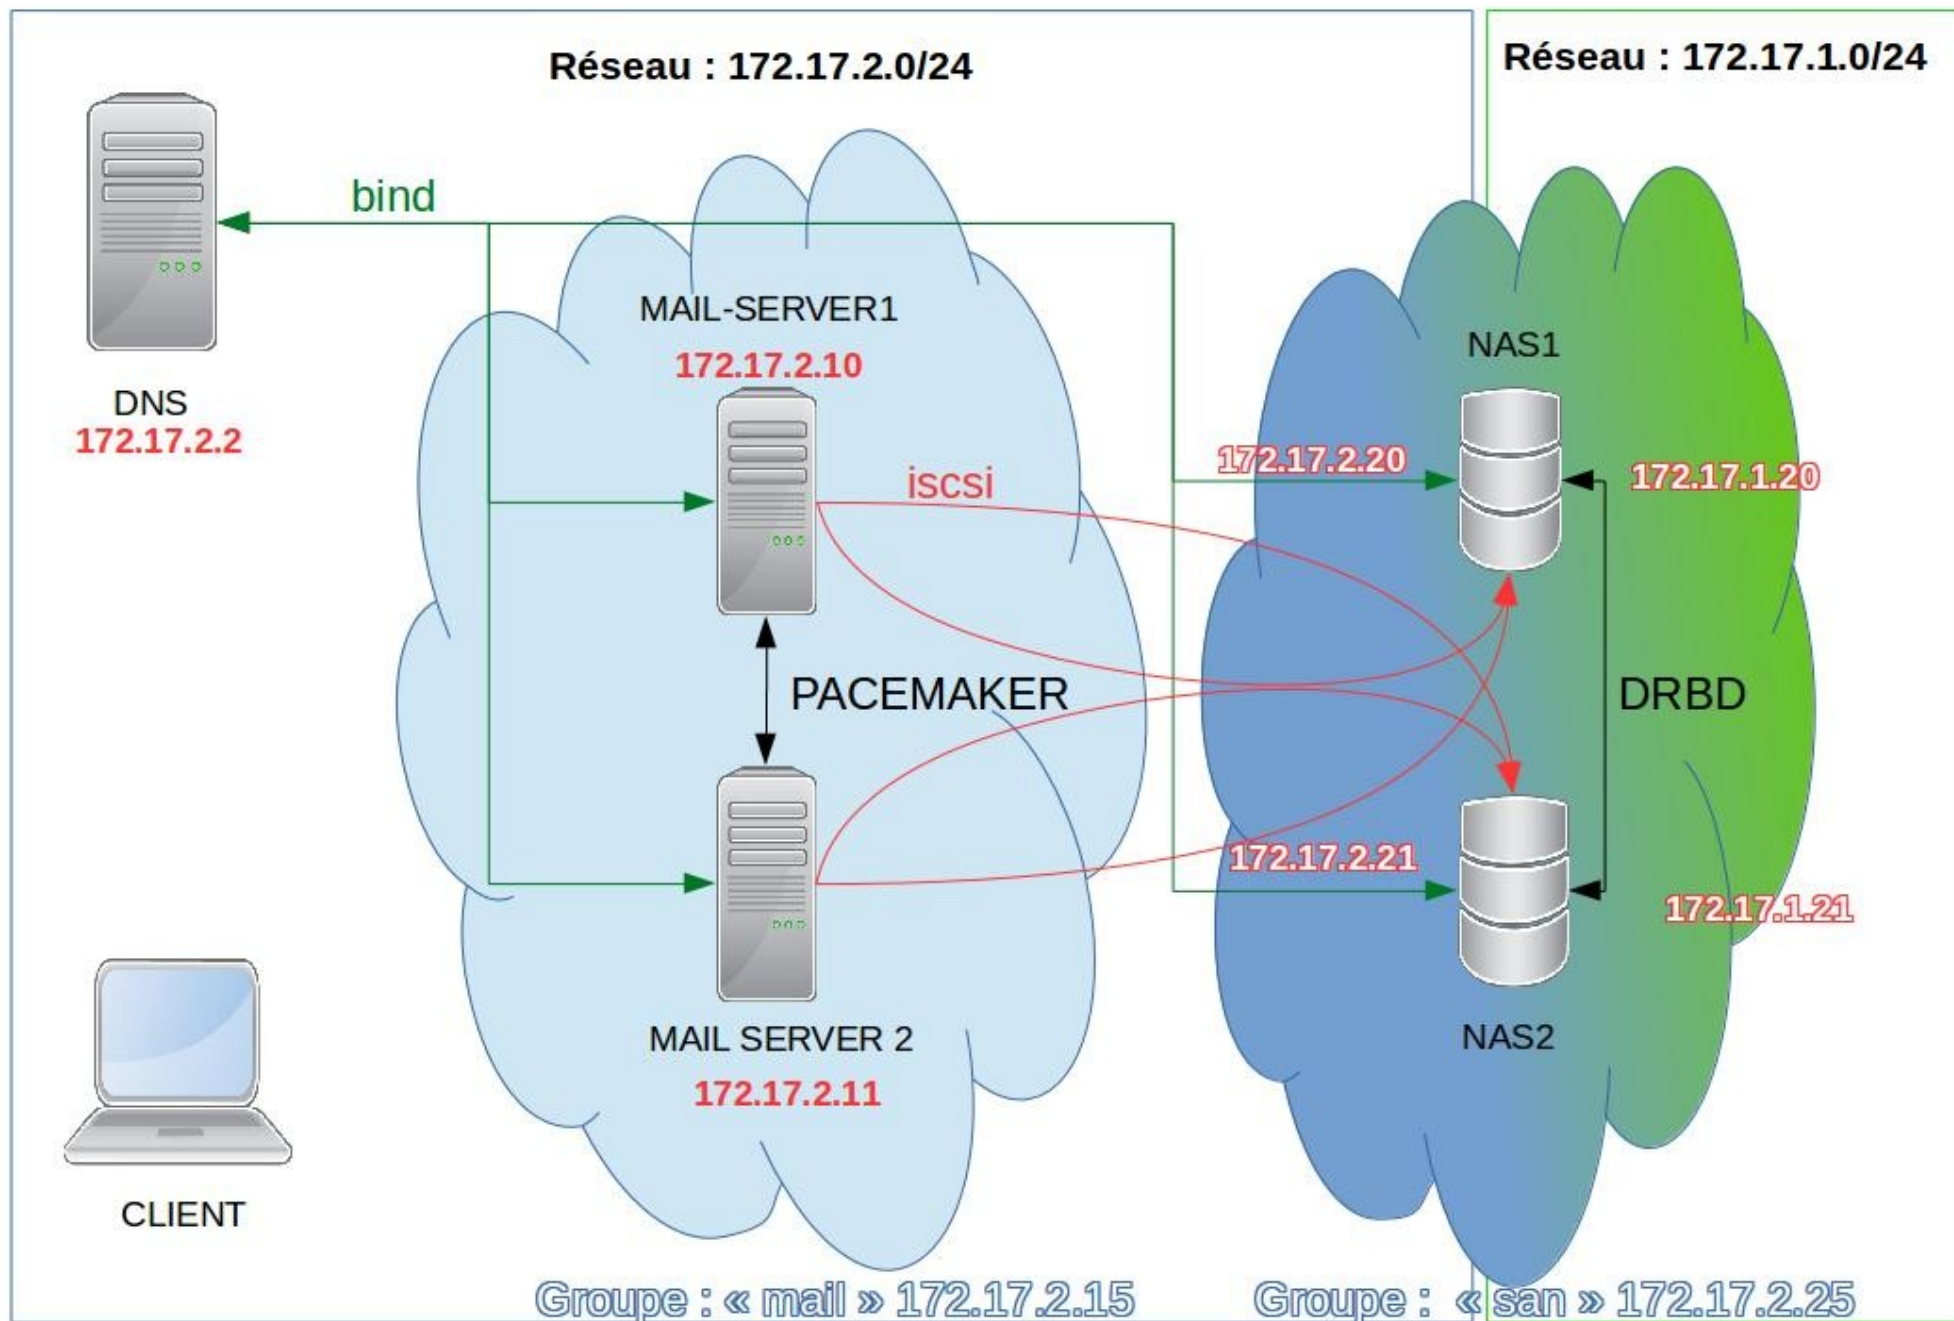 Réseau : 172.17.2.0/24
Réseau : 172.17.1.0/24
bind
MAIL-SERVER1
172.17.2.10
NAS1
DNS
172.17.2.2
172.17.2.20
172.17.1.20
iscsi
PACEMAKER
DRBD
172.17.2.21
172.17.1.21
MAIL SERVER 2
172.17.2.11
NAS2
CLIENT
Groupe : « mail » 172.17.2.15
Groupe : « san » 172.17.2.25